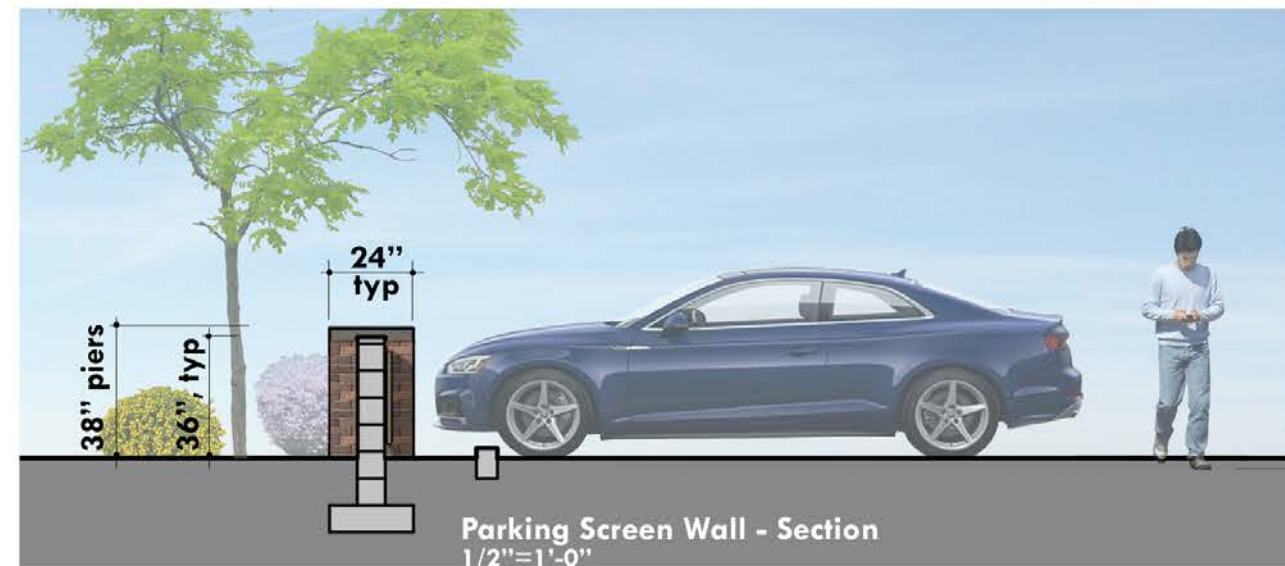 24”
typ
38” piers
36”, typ
Parking Screen Wall - Section
1/2”=1’-0”